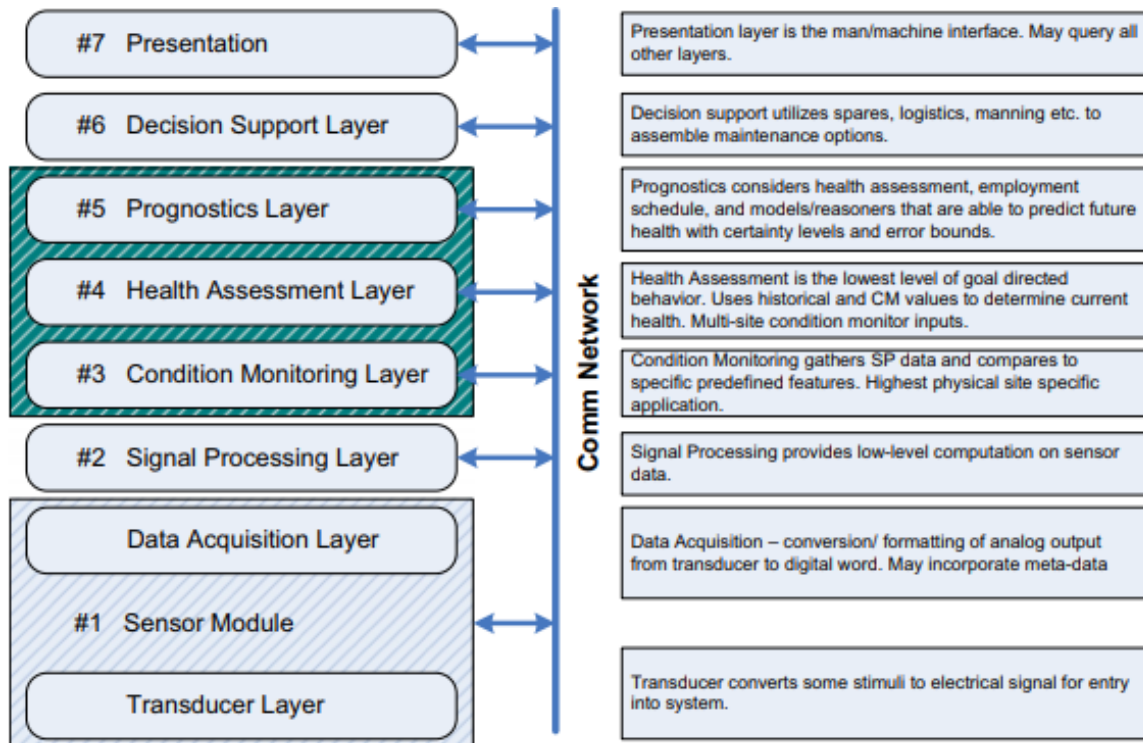 #7 Presentation
Presentation layer is the man/machine interface. May query all
other layers.
#6 Decision Support Layer
Decision support utilizes spares, logistics, manning etc. to
assemble maintenance options.
#5 Prognostics Layer
Prognostics considers health assessment, employment
schedule, and models/reasoners that are able to predict future
health with certainty levels and error bounds.
#4 Health Assessment Layer
Health Assessment is the lowest level of goal directed
behavior. Uses historical and CM values to determine current
health. Multi-site condition monitor inputs.
#3 Condition Monitoring Layer
Condition Monitoring gathers SP data and compares to
specific predefined features. Highest physical site specific
application.
Comm Network
#2 Signal Processing Layer
Signal Processing provides low-level computation on sensor
data.
Data Acquisition Layer
Data Acquisition – conversion/ formatting of analog output
from transducer to digital word. May incorporate meta-data
#1 Sensor Module
Transducer Layer
Transducer converts some stimuli to electrical signal for entry
into system.